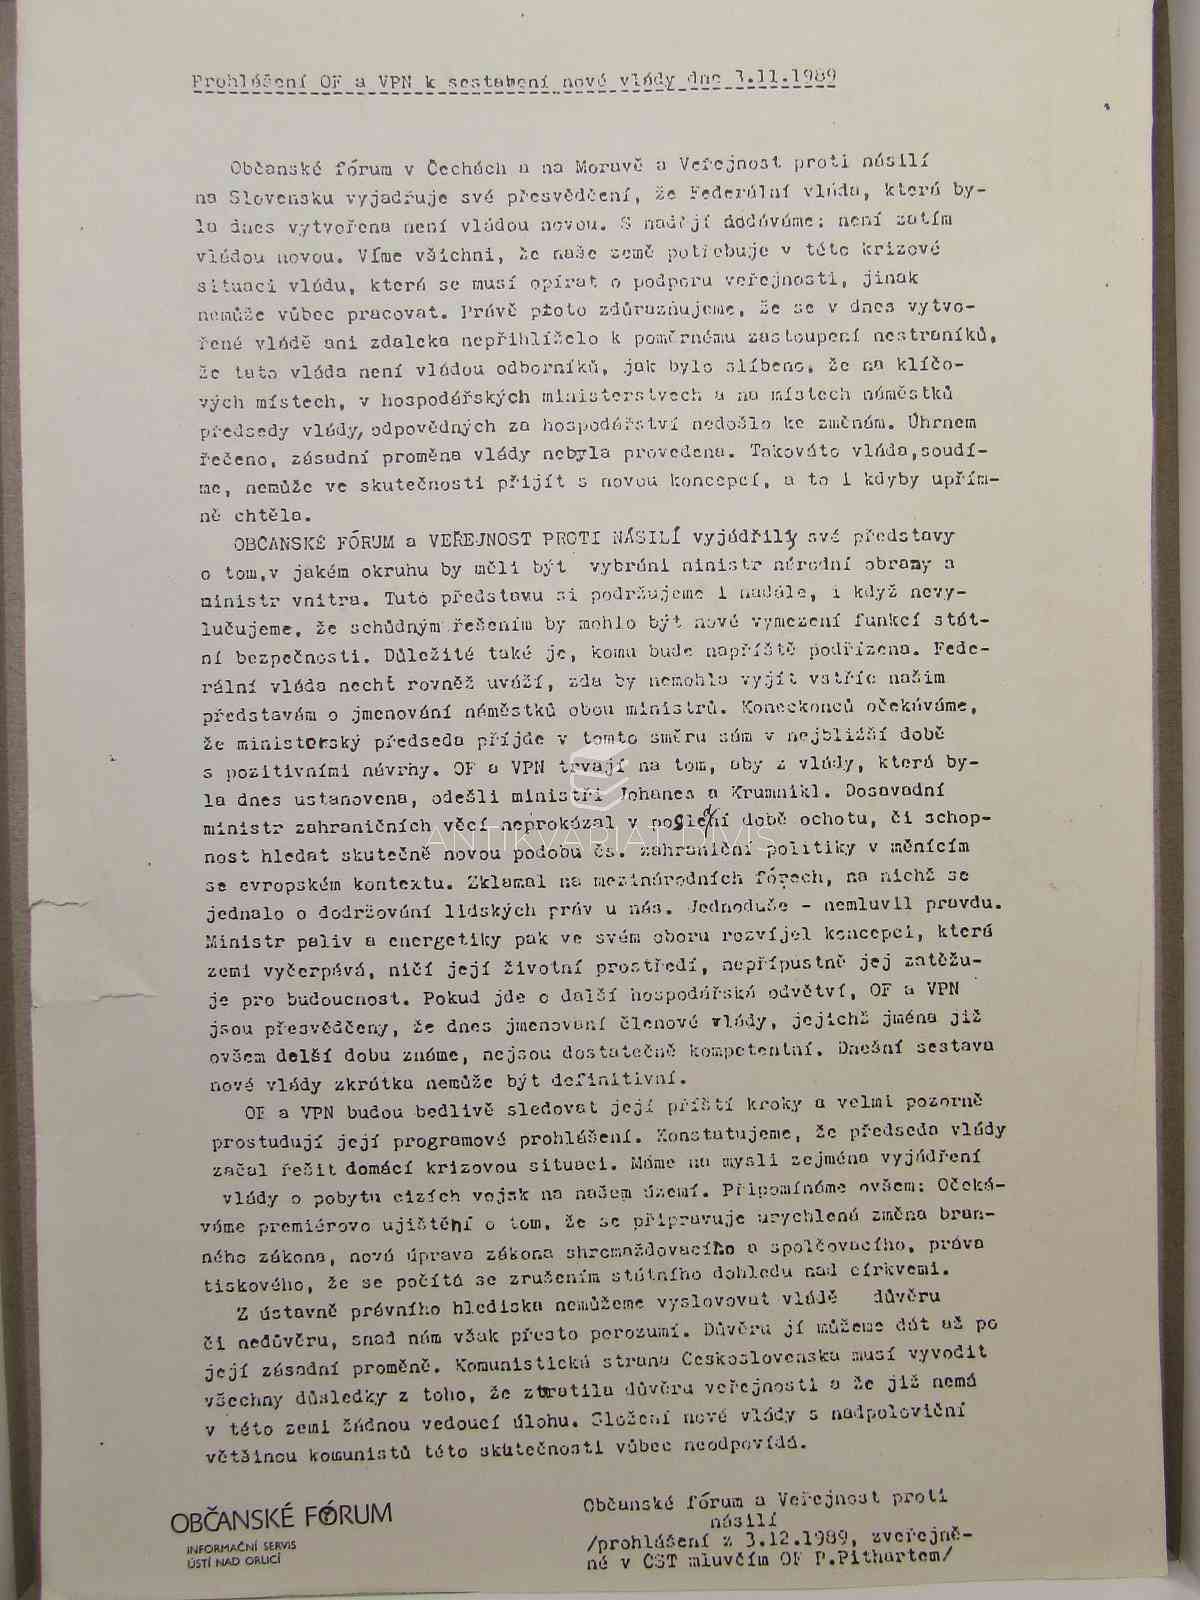 Prohlášení OF a VPN k sestabení nové vlády dne 3.11.1989
Občanské fórum v Čechách a na Moravě a Veřejnost proti násilí
na Slovensku vyjadřuje své přesvědčení, že Federální vláda, která by-
la dnes vytvořena není vládou novou. S nadějí dodáváme: není zatím
vládou novou. Víme všichni, že naše země potřebuje v této krizové
situaci vládu, která se musí opírat o podporu veřejnosti, jinak
nemůže vůbec pracovat. Právě proto zdůrazňujeme, že se v dnes vytvo-
řené vládě ani zdaleka nepřihlíželo k poměrnému zastoupení nestraníků,
že tato vláda není vládou odborníků, jak bylo slíbeno, že na klíčo-
vých místech, v hospodářských ministerstvech a na místech náměstků
předsedy vlády, odpovědných za hospodářství nedošlo ke změnám. Úhrnem
řečeno, zásadní proměna vlády nebyla provedena. Takováto vláda,soudí-
me, nemůže ve skutečnosti přijít s novou koncepcí, a to i kdyby upřím-
ně chtěla.
OBČANSKÉ FÓRUM a VEŘEJNOST PROTI NÁSILÍ vyjádřily své představy
o tom,v jakém okruhu by měli být vybráni ministr národní obrany a
ministr vnitra. Tuto představu si podržujeme i nadále, i když nevy-
lučujeme, že schůdným řešením by mohlo být nové vymezení funkcí stát-
ní bezpečnosti. Důležité také je, komu bude napříště podřízena. Fede-
rální vláda nechť rovněž uváží, zda by nemohla vyjít vstříc našim
představám o jmenování náměstků obou ministrů. Koneckonců očekáváme,
že ministerský předseda přijde v tomto směru sám v nejbližší době
s pozitivními návrhy. OF a VPN trvají na tom, aby z vlády, která by-
la dnes ustanovena, odešli ministři Johanes a Krumnikl. Dosavadní
ministr zahraničních věcí neprokázal v poslední době ochotu, či schop-
nost hledat skutečně novou podobu čs. zahraniční politiky v měnícím
se evropském kontextu. Zklamal na mezinárodních fórech, na nichž se
jednalo o dodržování lidských práv u nás. Jednoduše - nemluvil pravdu.
Ministr paliv a energetiky pak ve svém oboru rozvíjel koncepci, která
zemi vyčerpává, ničí její životní prostředí, nepřípustně jej zatěžu-
je pro budoucnost. Pokud jde o další hospodářská odvětví, OF a VPN
jsou přesvědčeny, že dnes jmenovaní členové vlády, jejichž jména již
ovšem delší dobu známe, nejsou dostatečně kompetentní. Dnešní sestava
nové vlády zkrátka nemůže být definitivní.
OF a VPN budou bedlivě sledovat její příští kroky a velmi pozorně
prostudují její programové prohlášení. Konstatujeme, že předseda vlády
začal řešit domácí krizovou situaci. Máme na mysli zejména vyjádření
vlády o pobytu cizích vojsk na našem území. Připomínáme ovšem: Očeká-
váme premiérovo ujištění o tom, že se připravuje urychlená změna bran-
ného zákona, nová úprava zákona shromažďovacího a spolčovacího, práva
tiskového, že se počítá se zrušením státního dohledu nad církvemi.
Z ústavně právního hlediska nemůžeme vyslovovat vládě důvěru
či nedůvěru, snad nám však přesto porozumí. Důvěru jí můžeme dát až po
její zásadní proměně. Komunistická strana Československa musí vyvodit
všechny důsledky z toho, že ztratila důvěru veřejnosti a že již nemá
v této zemi žádnou vedoucí úlohu. Složení nové vlády s nadpoloviční
většinou komunistů této skutečnosti vůbec neodpovídá.
Občanské fórum a Veřejnost proti
násilí
/prohlášení z 3.12.1989, zveřejně-
né v ČST mluvčím OF P.Pithartem/
OBČANSKÉ FÓRUM
INFORMAČNÍ SERVIS
ÚSTÍ NAD ORLICÍ
ANTIKVARIÁT DIVIŠ